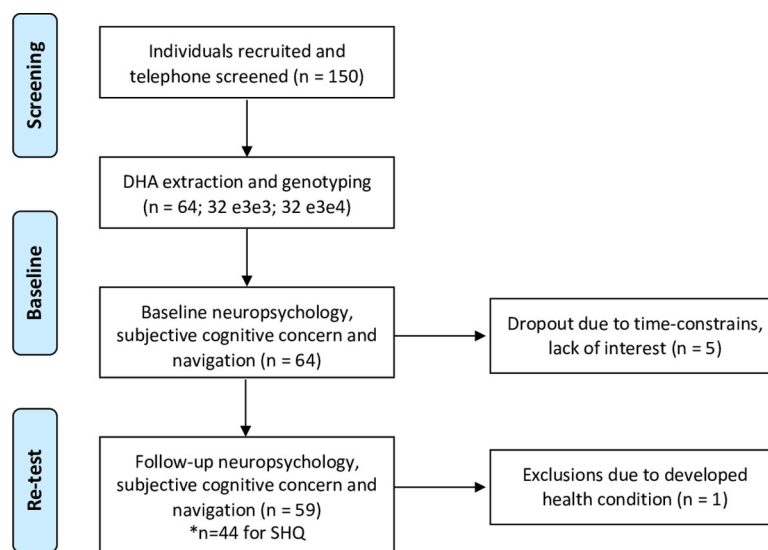 Screening
Individuals recruited and
telephone screened (n = 150)
DHA extraction and genotyping
(n = 64; 32 e3e3; 32 e3e4)
Baseline
Baseline neuropsychology,
subjective cognitive concern and
navigation (n = 64)
Dropout due to time-constrains,
lack of interest (n = 5)
Re-test
Follow-up neuropsychology,
subjective cognitive concern and
navigation (n = 59)
*n=44 for SHQ
Exclusions due to developed
health condition (n = 1)